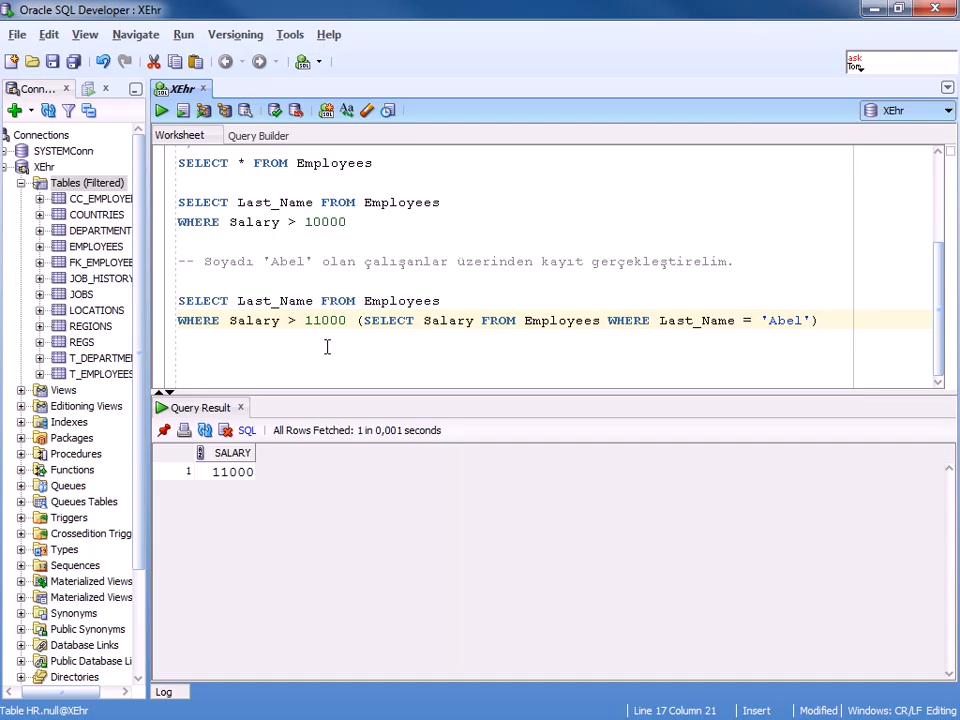 Oracle SQL Developer : XEhr
File Edit View Navigate Run Versioning Tools Help
ask
Tom
Conn...
XEhr
XEhr
Worksheet Query Builder
Connections
SYSTEMConn
XEhr
Tables (Filtered)
CC_EMPLOYE
COUNTRIES
DEPARTMENT
EMPLOYEES
FK_EMPLOYEE
JOB_HISTORY
JOBS
LOCATIONS
REGIONS
REGS
T_DEPARTME
T_EMPLOYEES
Views
Editioning Views
Indexes
Packages
Procedures
Functions
Queues
Queues Tables
Triggers
Crossedition Trigg
Types
Sequences
Materialized Views
Materialized Views
Synonyms
Public Synonyms
Database Links
Public Database Li
Directories
SELECT * FROM Employees
SELECT Last_Name FROM Employees
WHERE Salary > 10000
-- Soyadı 'Abel' olan çalışanlar üzerinden kayıt gerçekleştirelim.
SELECT Last_Name FROM Employees
WHERE Salary > 11000 (SELECT Salary FROM Employees WHERE Last_Name = 'Abel')
Query Result
SQL All Rows Fetched: 1 in 0,001 seconds
SALARY
1 11000
Log
Table HR.null@XEhr
Line 17 Column 21 Insert Modified Windows: CR/LF Editing